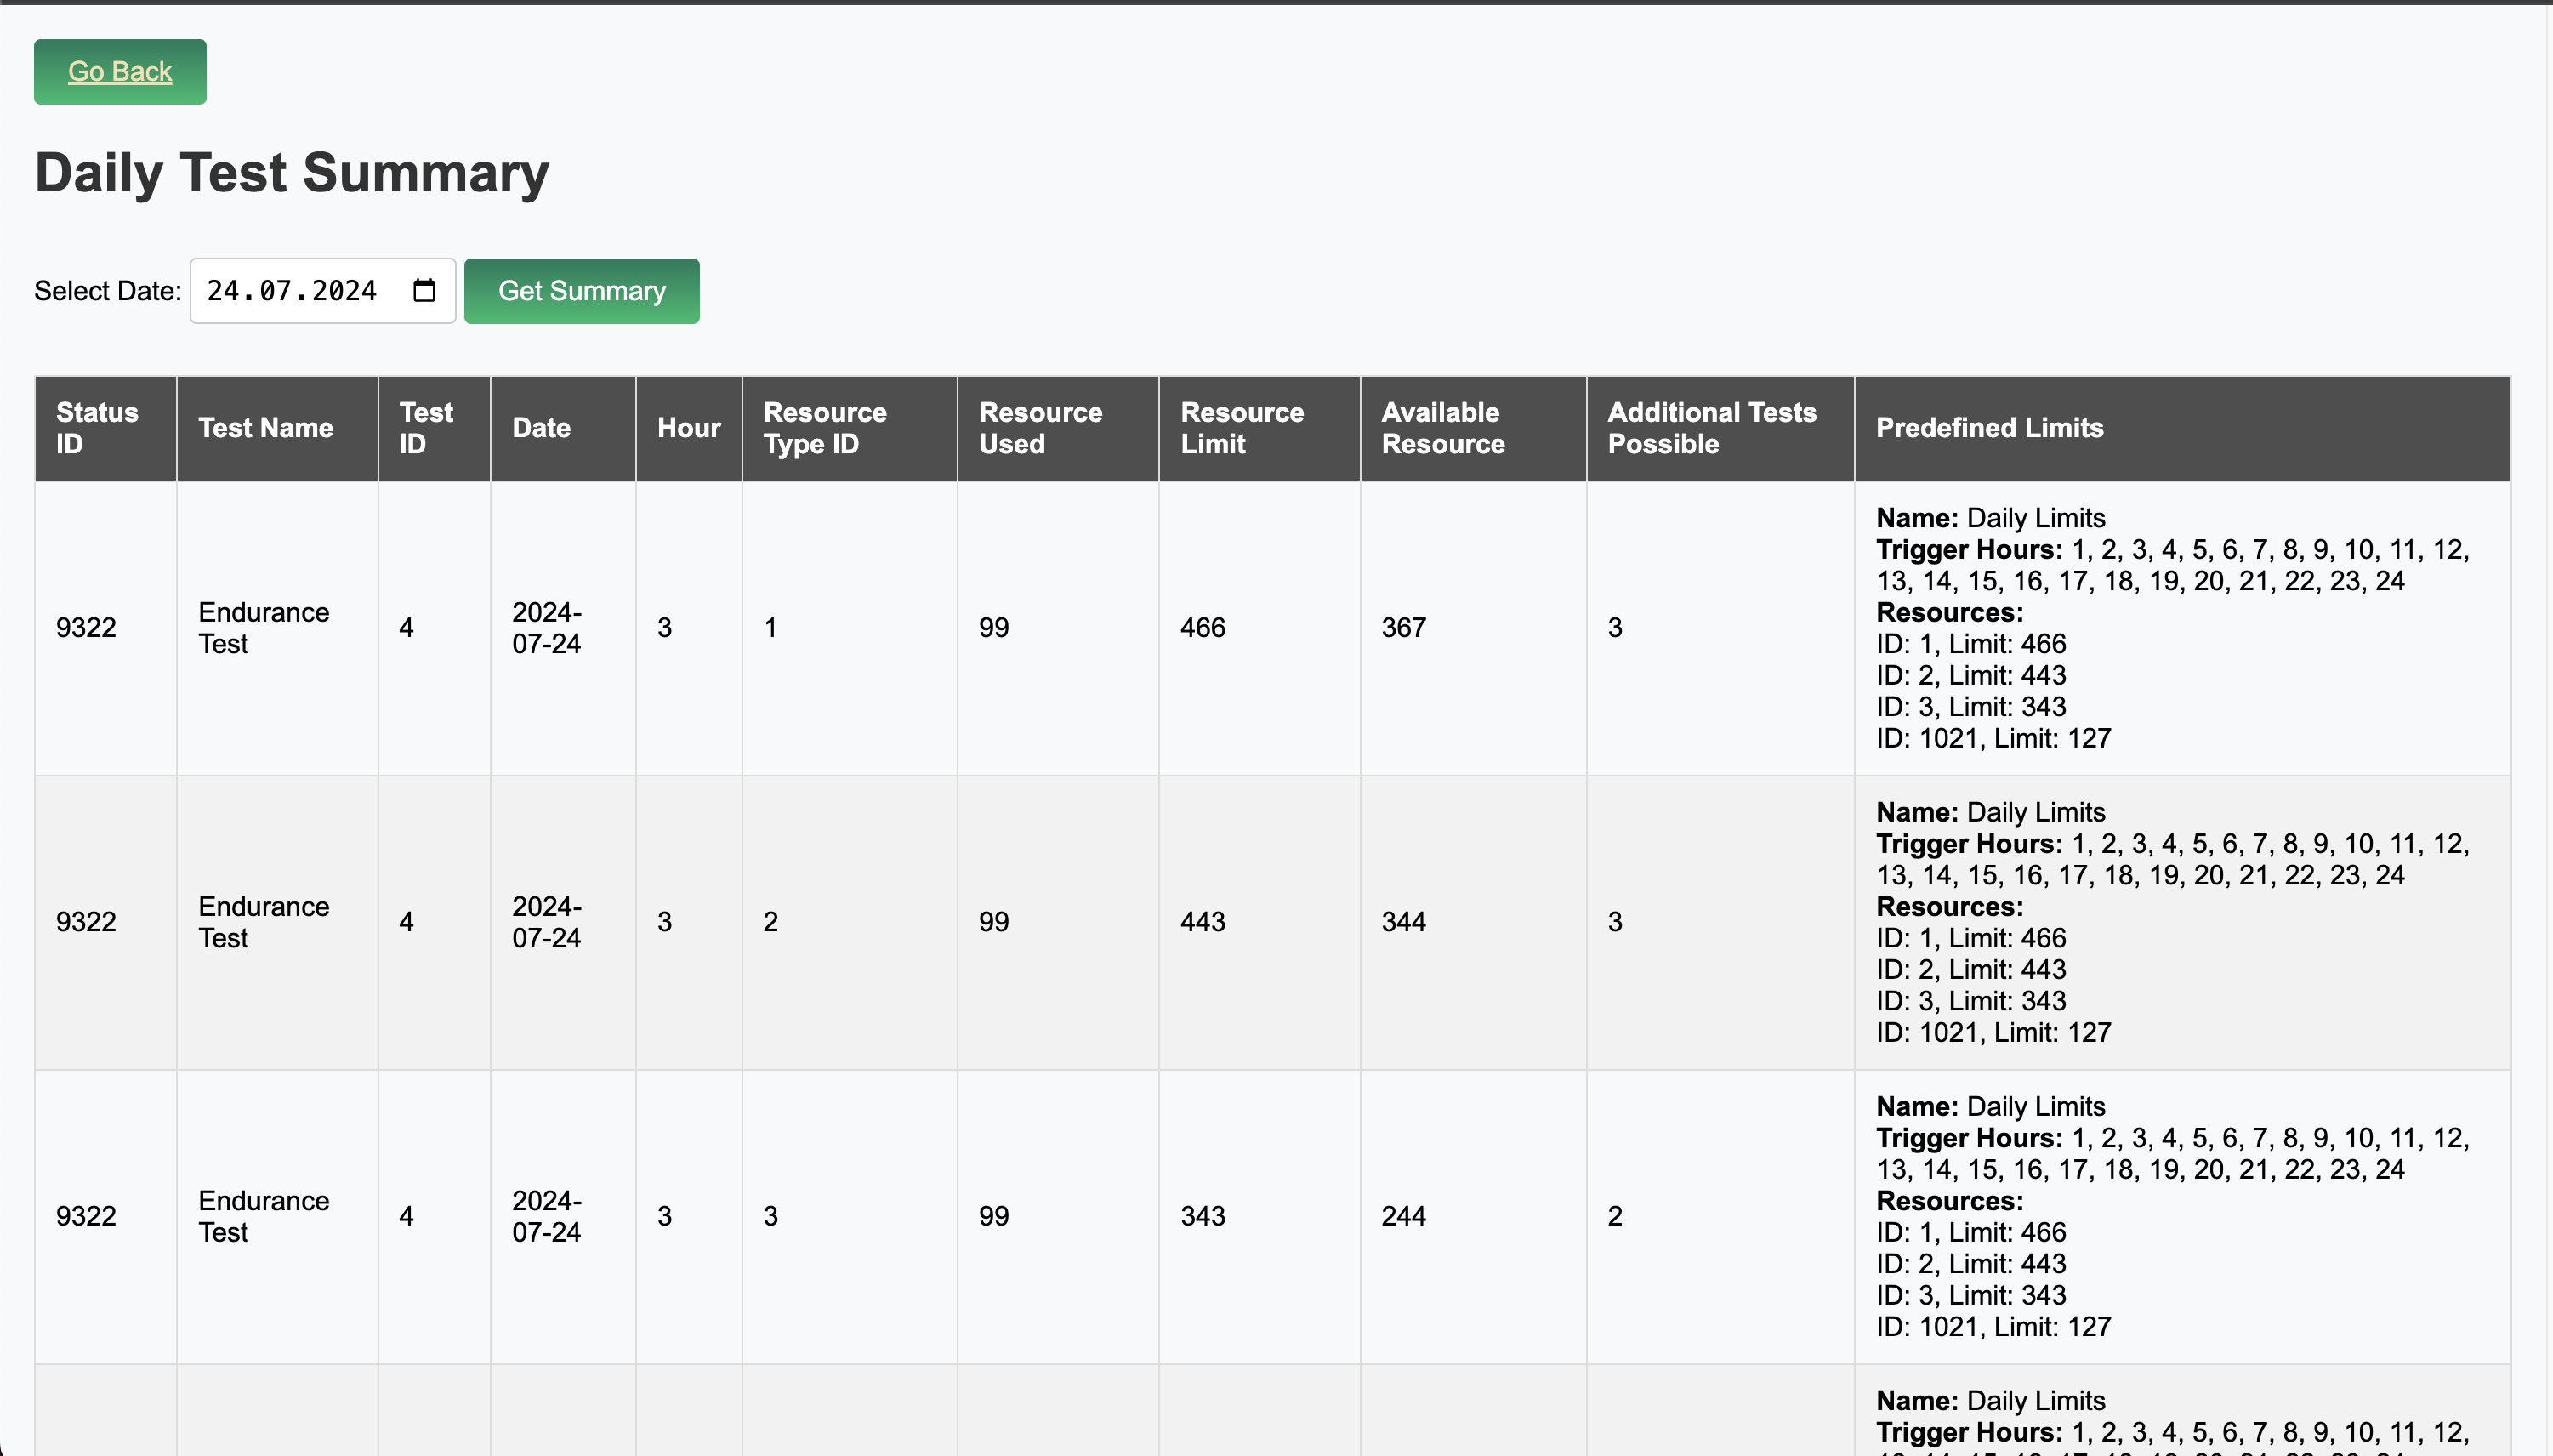 Go Back
Daily Test Summary
Select Date: 24.07.2024 Get Summary
Status ID
Test Name
Test ID
Date
Hour
Resource Type ID
Resource Used
Resource Limit
Available Resource
Additional Tests Possible
Predefined Limits
9322
Endurance
Test
4
2024-
07-24
3
1
99
466
367
3
Name: Daily Limits
Trigger Hours: 1, 2, 3, 4, 5, 6, 7, 8, 9, 10, 11, 12,
13, 14, 15, 16, 17, 18, 19, 20, 21, 22, 23, 24
Resources:
ID: 1, Limit: 466
ID: 2, Limit: 443
ID: 3, Limit: 343
ID: 1021, Limit: 127
9322
Endurance
Test
4
2024-
07-24
3
2
99
443
344
3
Name: Daily Limits
Trigger Hours: 1, 2, 3, 4, 5, 6, 7, 8, 9, 10, 11, 12,
13, 14, 15, 16, 17, 18, 19, 20, 21, 22, 23, 24
Resources:
ID: 1, Limit: 466
ID: 2, Limit: 443
ID: 3, Limit: 343
ID: 1021, Limit: 127
9322
Endurance
Test
4
2024-
07-24
3
3
99
343
244
2
Name: Daily Limits
Trigger Hours: 1, 2, 3, 4, 5, 6, 7, 8, 9, 10, 11, 12,
13, 14, 15, 16, 17, 18, 19, 20, 21, 22, 23, 24
Resources:
ID: 1, Limit: 466
ID: 2, Limit: 443
ID: 3, Limit: 343
ID: 1021, Limit: 127
Name: Daily Limits
Trigger Hours: 1, 2, 3, 4, 5, 6, 7, 8, 9, 10, 11, 12,